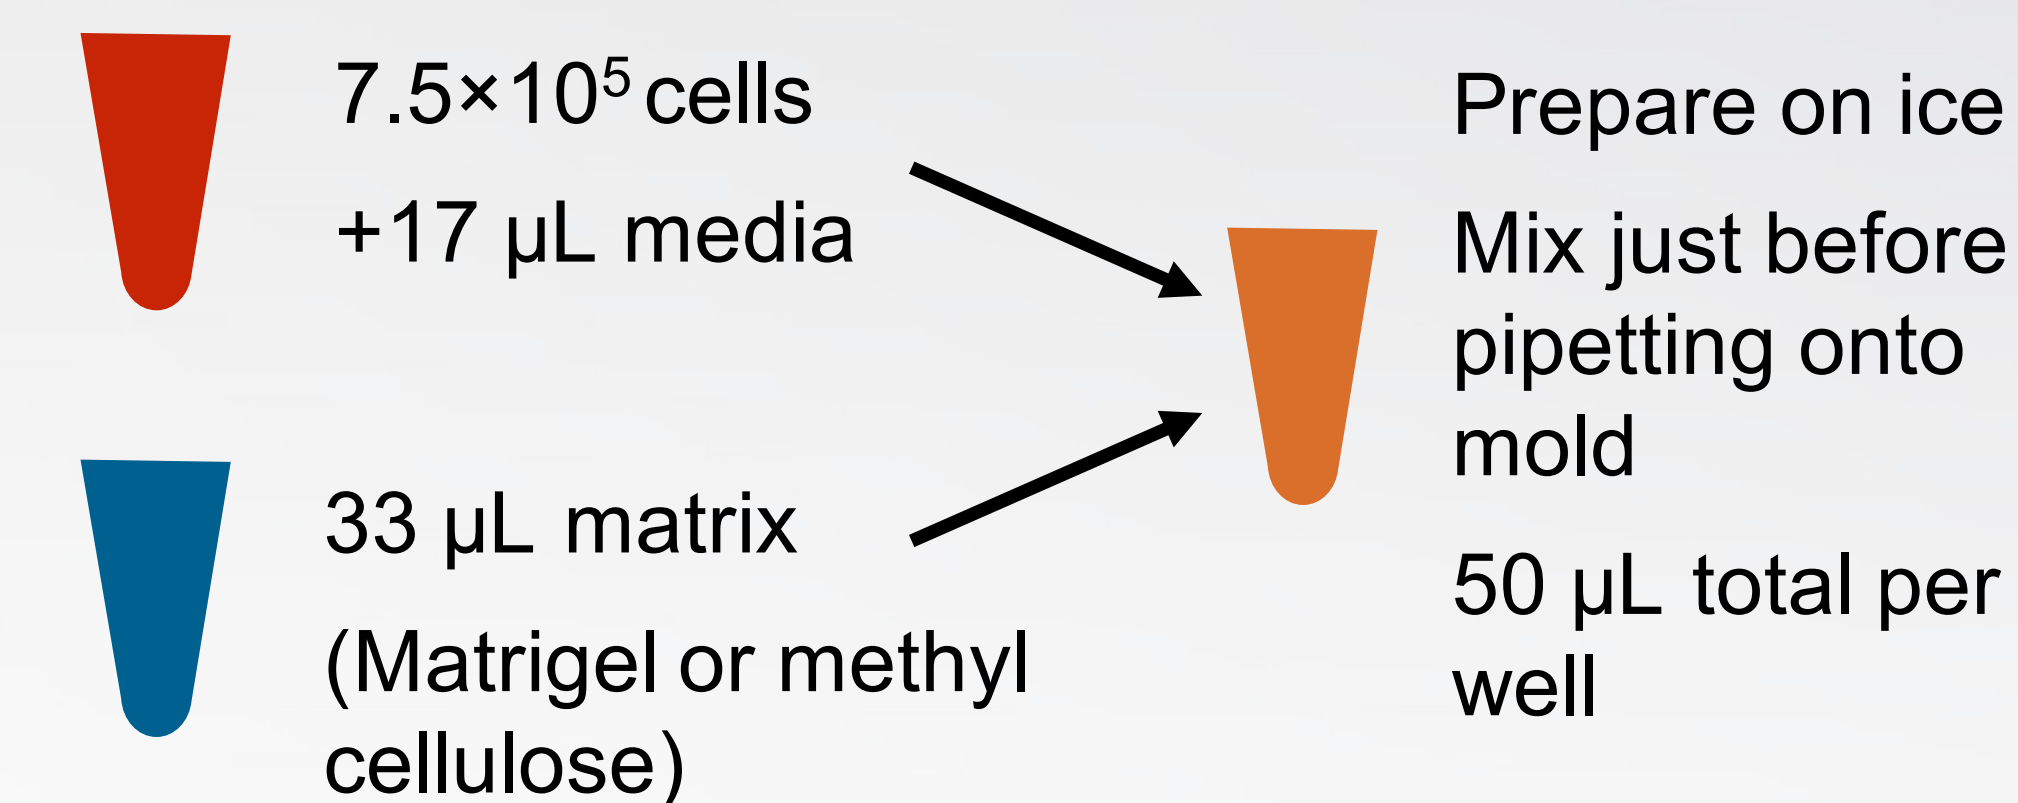 7.5×10⁵ cells
+17 µL media
33 µL matrix
(Matrigel or methyl
cellulose)
Prepare on ice
Mix just before
pipetting onto
mold
50 µL total per
well